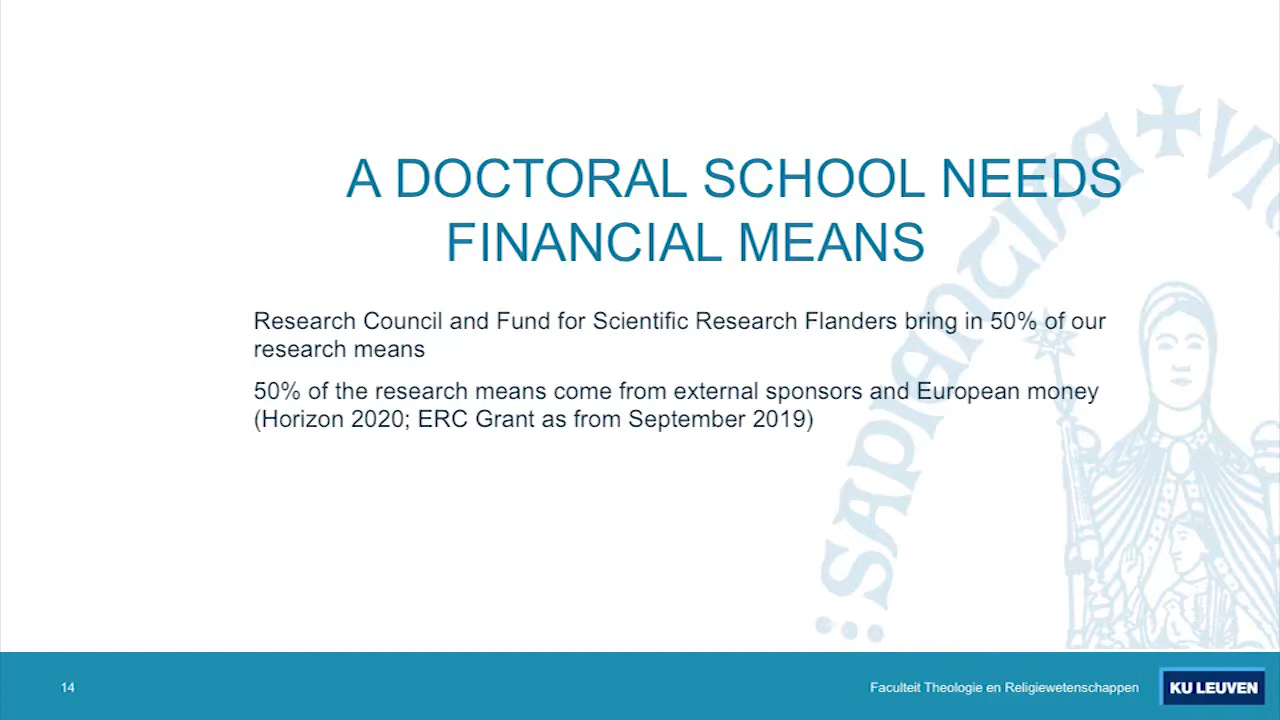 A DOCTORAL SCHOOL NEEDS
FINANCIAL MEANS
Research Council and Fund for Scientific Research Flanders bring in 50% of our
research means
50% of the research means come from external sponsors and European money
(Horizon 2020; ERC Grant as from September 2019)
SAPIENTIAE
14
Faculteit Theologie en Religiewetenschappen
KU LEUVEN